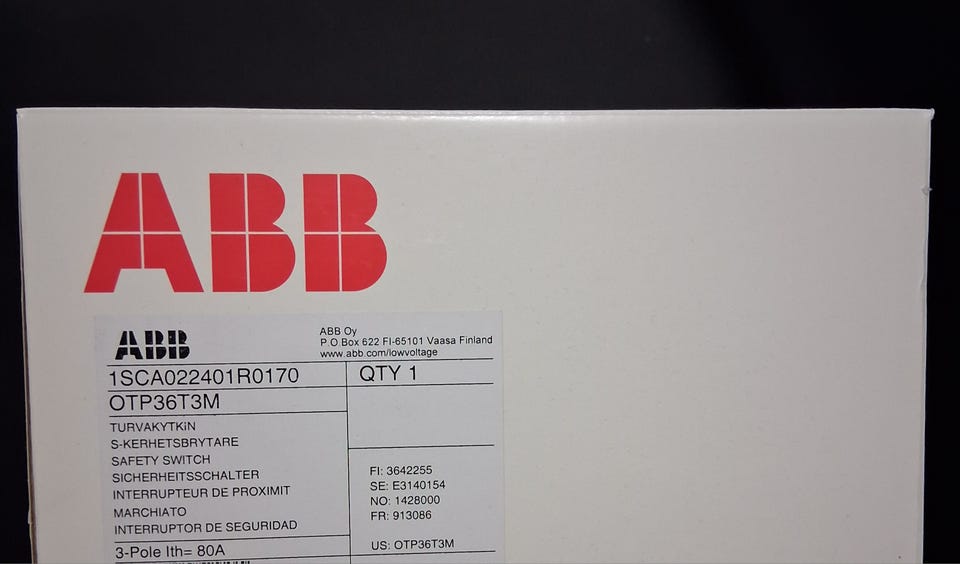 ABB
ABB
ABB Oy
P.O.Box 622 FI-65101 Vaasa Finland
www.abb.com/lowvoltage
1SCA022401R0170
QTY 1
OTP36T3M
TURVAKYTKiN
S-KERHETSBRYTARE
SAFETY SWITCH
SICHERHEITSSCHALTER
INTERRUPTEUR DE PROXIMIT
MARCHIATO
INTERRUPTOR DE SEGURIDAD
FI: 3642255
SE: E3140154
NO: 1428000
FR: 913086
US: OTP36T3M
3-Pole Ith= 80A